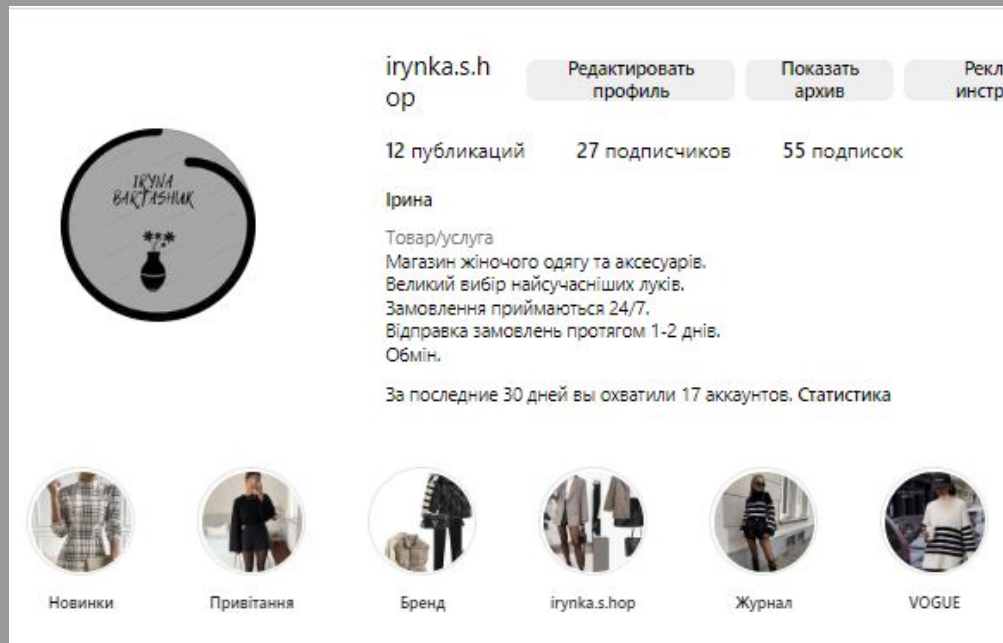 irynka.s.h
op
Редактировать
профиль
Показать
архив
Рекл
инстр
12 публикаций
27 подписчиков
55 подписок
IRYNA
BARTASHUK
Ірина
Товар/услуга
Магазин жіночого одягу та аксесуарів.
Великий вибір найсучасніших луків.
Замовлення приймаються 24/7.
Відправка замовлень протягом 1-2 днів.
Обмін.
За последние 30 дней вы охватили 17 аккаунтов. Статистика
Новинки
Привітання
Бренд
irynka.s.hop
Журнал
VOGUE